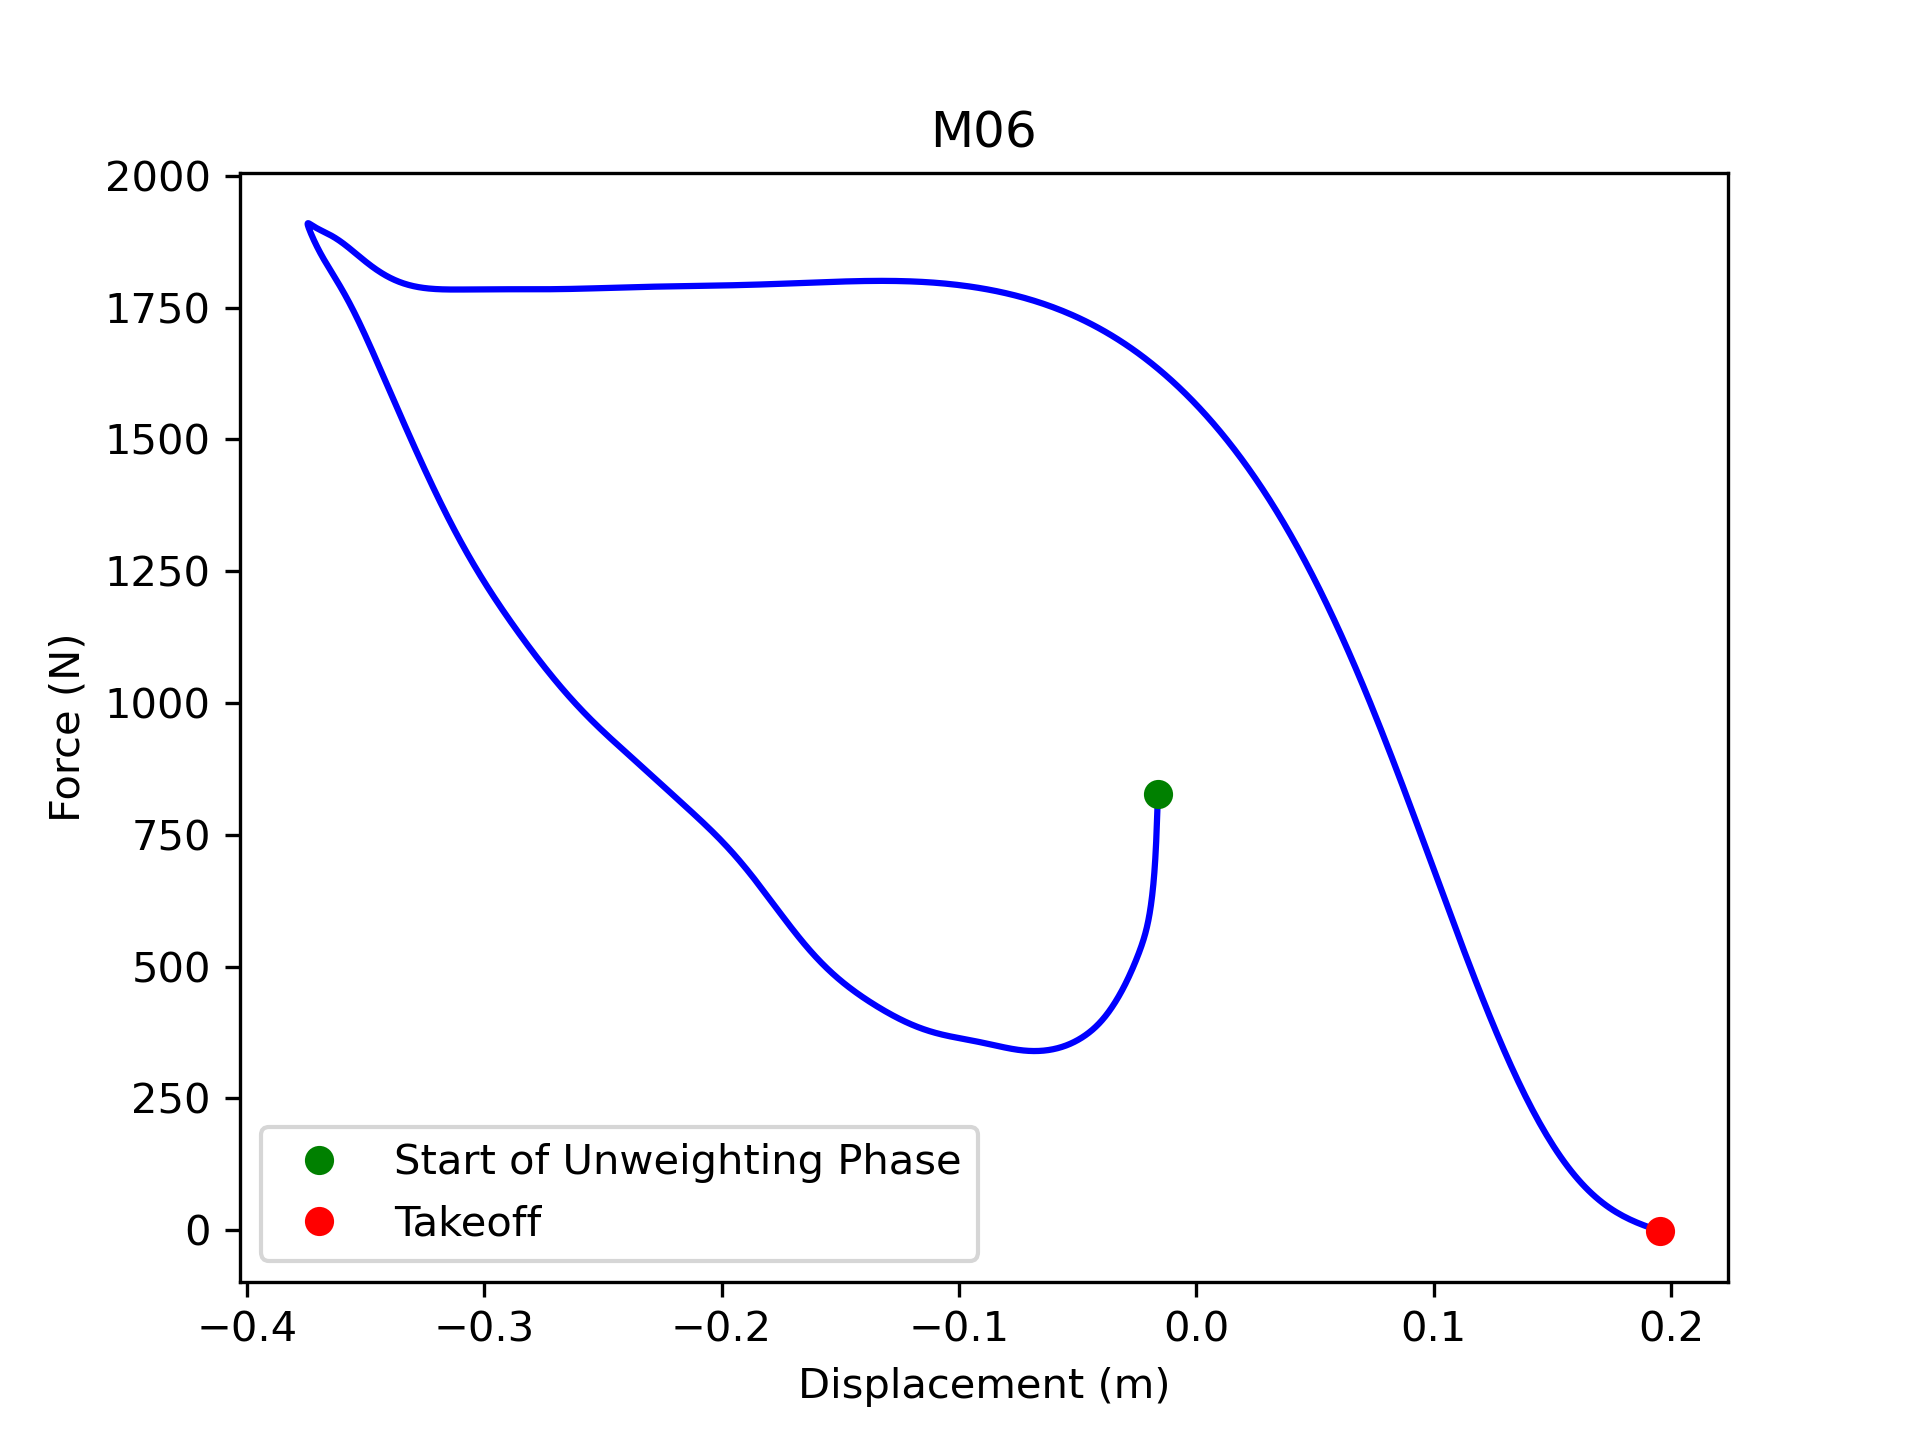 M06
2000
1750
1500
1250
1000
750
500
250
0
Force (N)
Start of Unweighting Phase
Takeoff
−0.4 −0.3 −0.2 −0.1 0.0 0.1 0.2
Displacement (m)